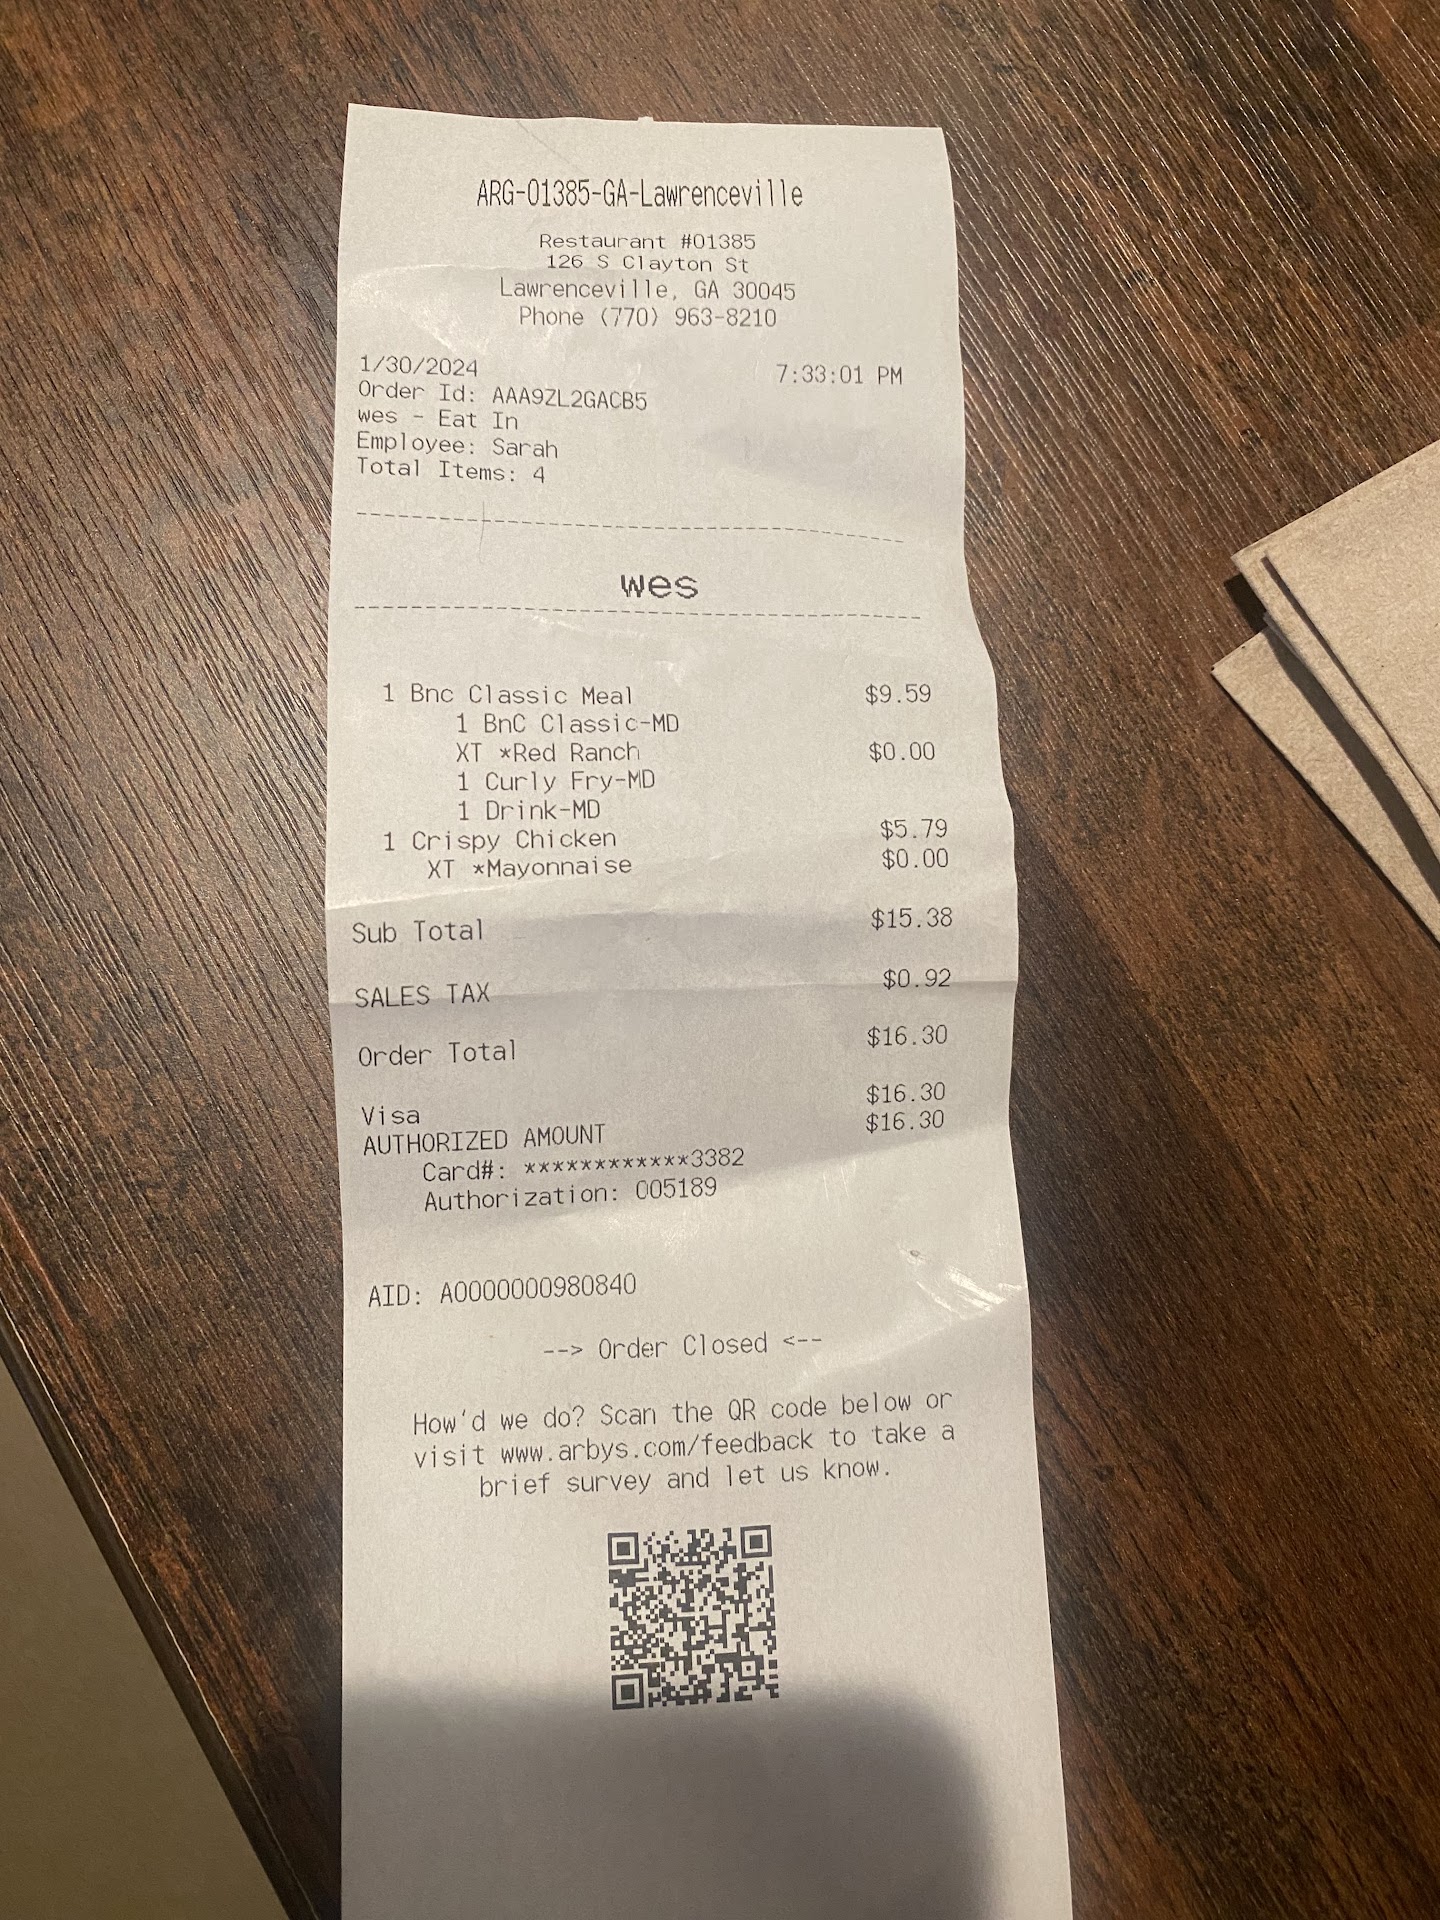 ARG-01385-GA-Lawrenceville
Restaurant #01385
126 S Clayton St
Lawrenceville, GA 30045
Phone (770) 963-8210
1/30/2024 7:33:01 PM
Order Id: AAA9ZL2GACB5
wes - Eat In
Employee: Sarah
Total Items: 4
wes
1 Bnc Classic Meal $9.59
1 BnC Classic-MD
XT *Red Ranch $0.00
1 Curly Fry-MD
1 Drink-MD
1 Crispy Chicken $5.79
XT *Mayonnaise $0.00
Sub Total $15.38
SALES TAX $0.92
Order Total $16.30
Visa $16.30
AUTHORIZED AMOUNT $16.30
Card#: ************3382
Authorization: 005189
AID: A0000000980840
--> Order Closed <--
How'd we do? Scan the QR code below or
visit www.arbys.com/feedback to take a
brief survey and let us know.